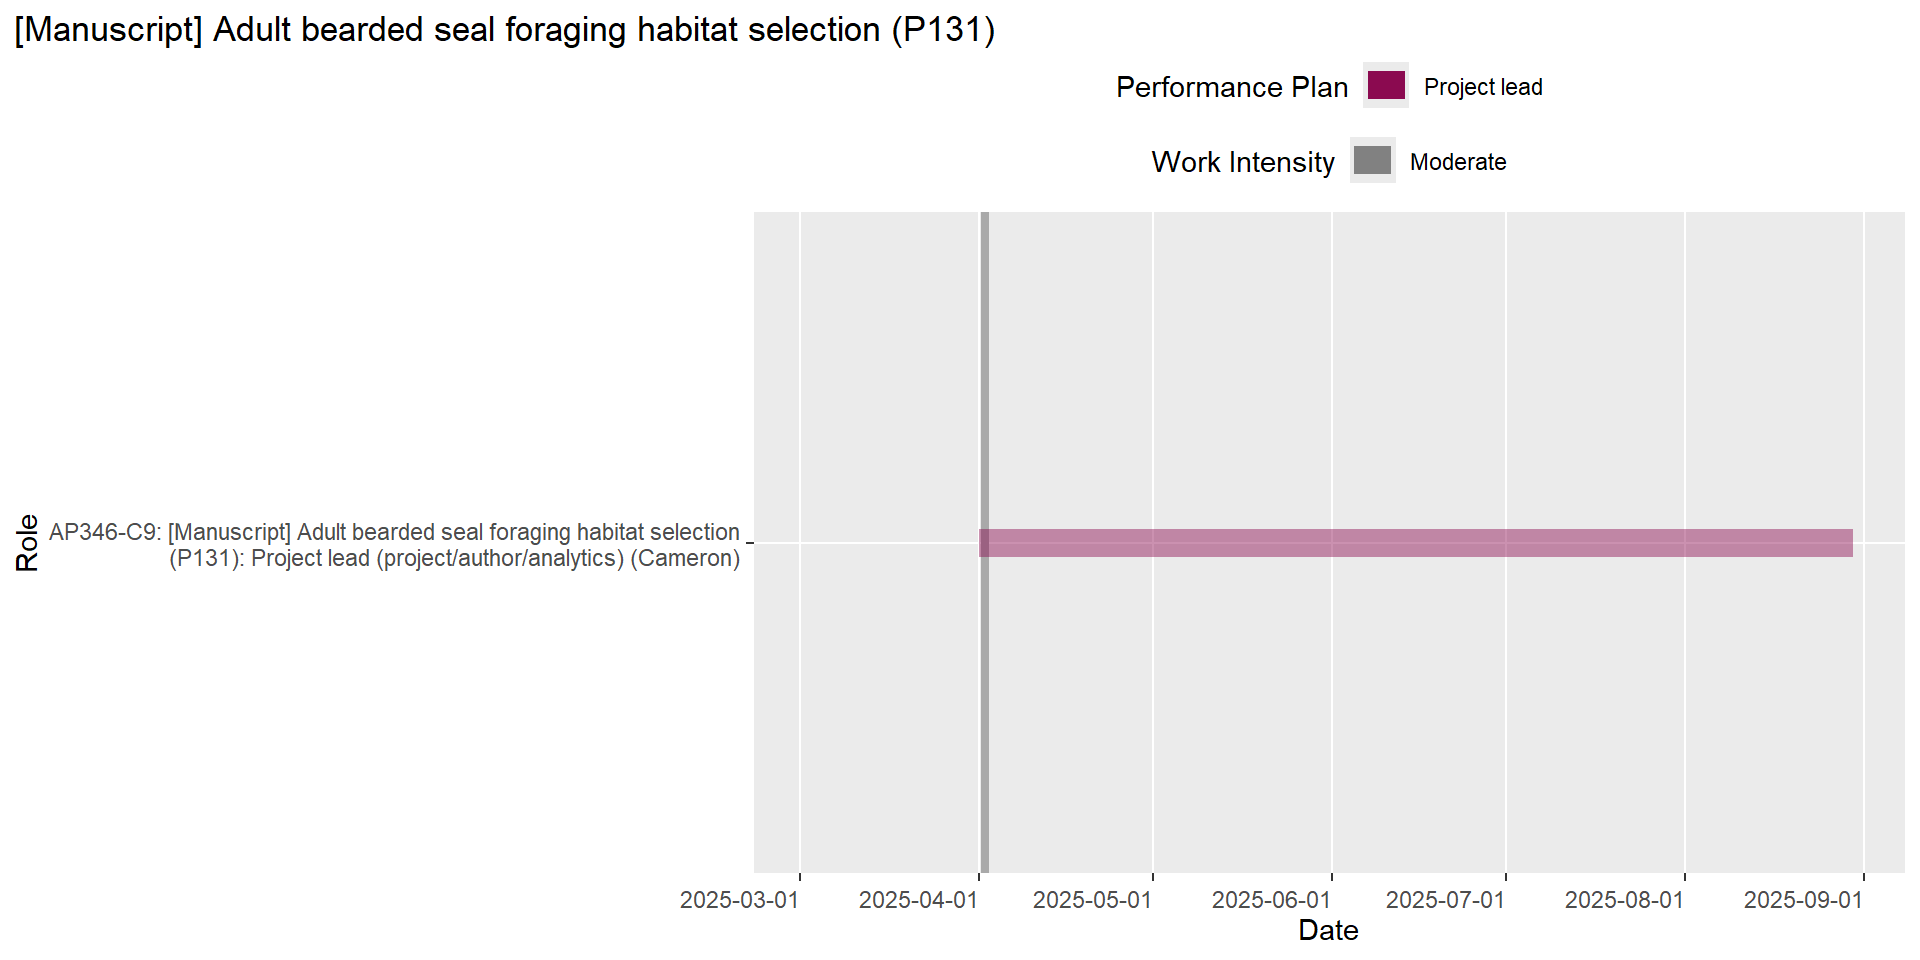 [Manuscript] Adult bearded seal foraging habitat selection (P131)
Performance Plan Project lead
Work Intensity Moderate
Role
AP346-C9: [Manuscript] Adult bearded seal foraging habitat selection
(P131): Project lead (project/author/analytics) (Cameron)
2025-03-01 2025-04-01 2025-05-01 2025-06-01 2025-07-01 2025-08-01 2025-09-01
Date